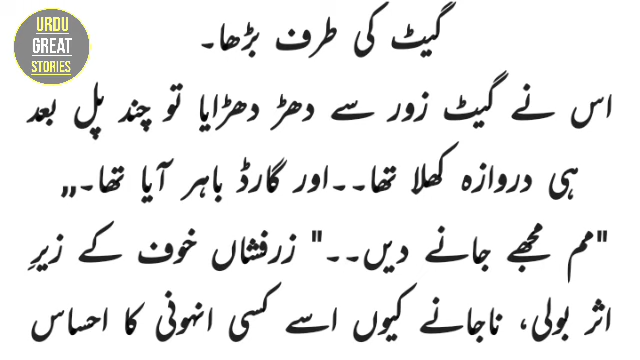 URDU
GREAT
STORIES
گیٹ کی طرف بڑھا۔
اس نے گیٹ زور سے دھڑ دھڑایا تو چند پل بعد
ہی دروازہ کھلا تھا۔۔اور گارڈ باہر آیا تھا۔,,
"مم مجھے جانے دیں۔۔" زرفشاں خوف کے زیرِ
اثر بولی، ناجانے کیوں اسے کسی انہونی کا احساس